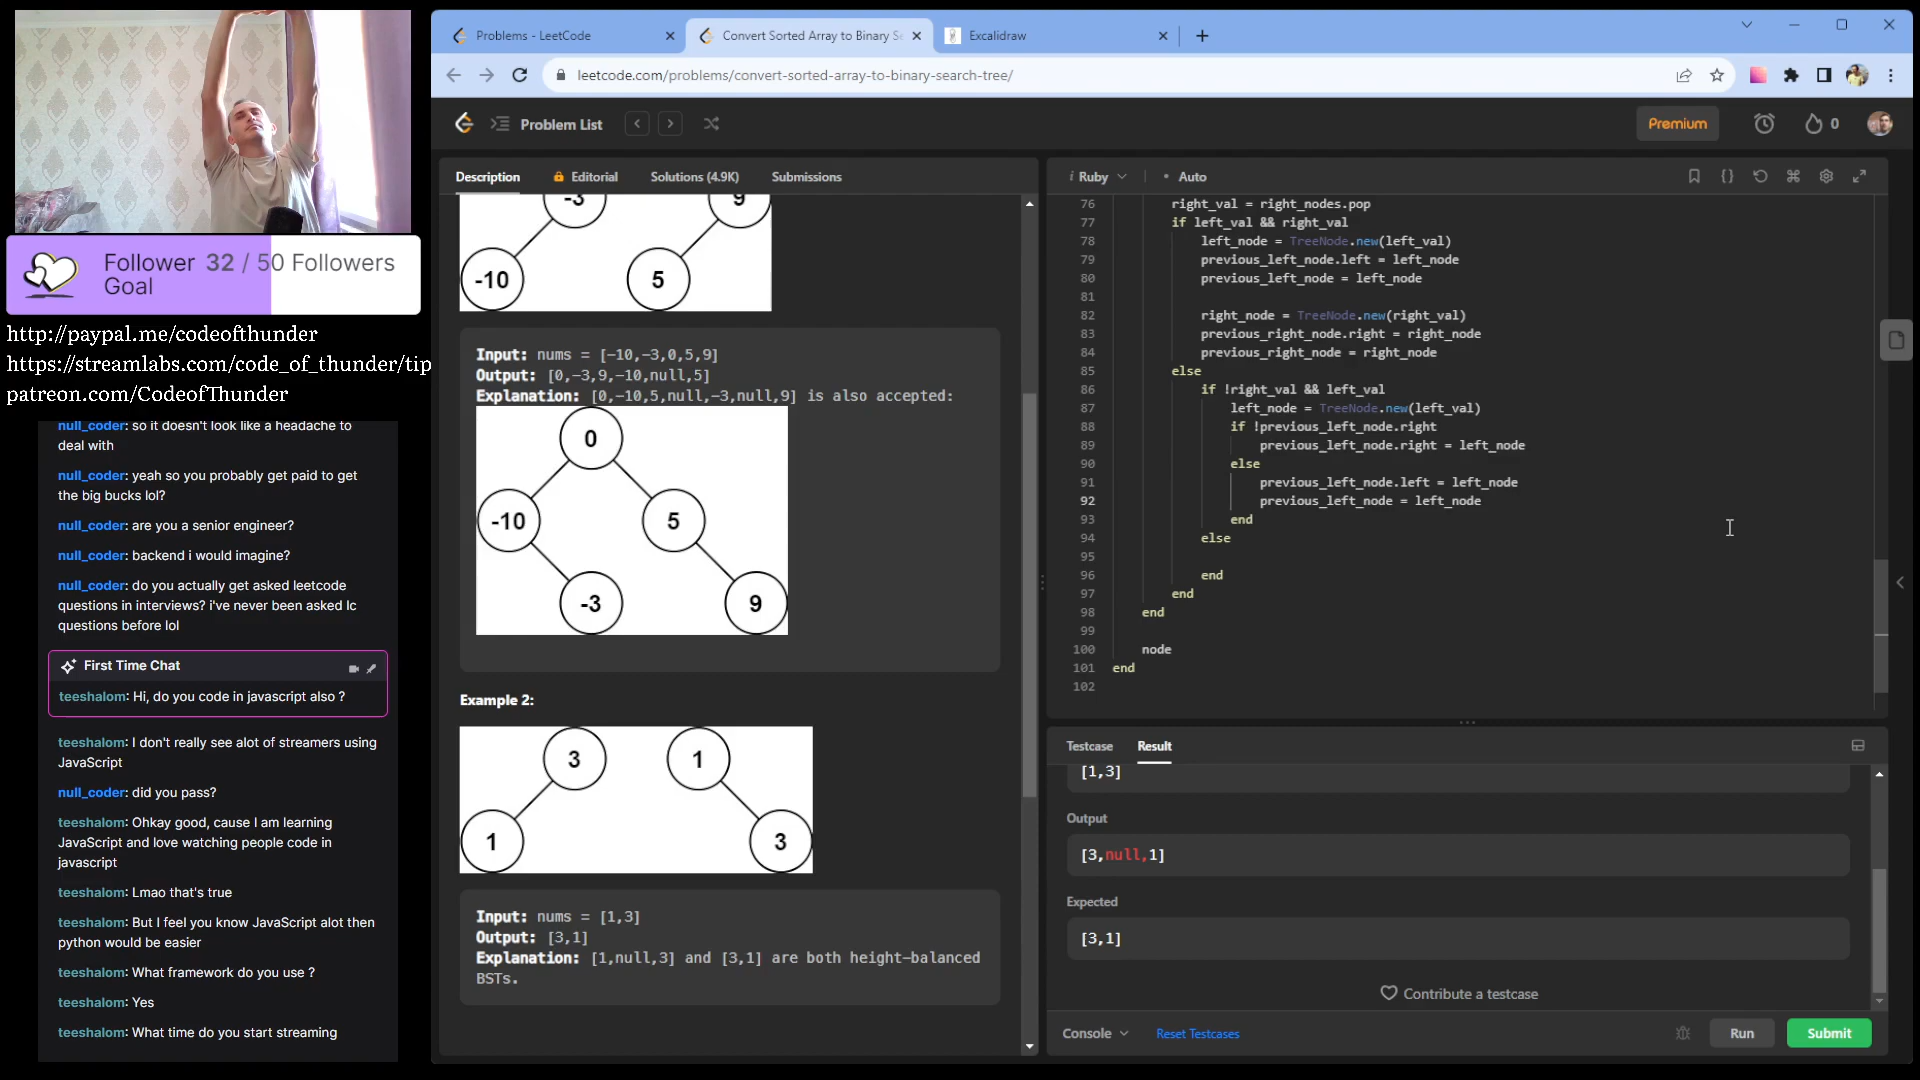 Problems - LeetCode
Convert Sorted Array to Binary Se
Excalidraw
leetcode.com/problems/convert-sorted-array-to-binary-search-tree/
Problem List
Premium
0
Follower 32 / 50 Followers
Goal
http://paypal.me/codeofthunder
https://streamlabs.com/code_of_thunder/tip
patreon.com/CodeofThunder
null_coder: so it doesn't look like a headache to
deal with
null_coder: yeah so you probably get paid to get
the big bucks lol?
null_coder: are you a senior engineer?
null_coder: backend i would imagine?
null_coder: do you actually get asked leetcode
questions in interviews? i've never been asked lc
questions before lol
First Time Chat
teeshalom: Hi, do you code in javascript also ?
teeshalom: I don't really see alot of streamers using
JavaScript
null_coder: did you pass?
teeshalom: Ohkay good, cause I am learning
JavaScript and love watching people code in
javascript
teeshalom: Lmao that's true
teeshalom: But I feel you know JavaScript alot then
python would be easier
teeshalom: What framework do you use ?
teeshalom: Yes
teeshalom: What time do you start streaming
Description
Editorial
Solutions (4.9K)
Submissions
-3
9
-10
5
Input: nums = [-10,-3,0,5,9]
Output: [0,-3,9,-10,null,5]
Explanation: [0,-10,5,null,-3,null,9] is also accepted:
0
-10
5
-3
9
Example 2:
3
1
1
3
Input: nums = [1,3]
Output: [3,1]
Explanation: [1,null,3] and [3,1] are both height-balanced
BSTs.
i Ruby
Auto
76 right_val = right_nodes.pop
77 if left_val && right_val
78 left_node = TreeNode.new(left_val)
79 previous_left_node.left = left_node
80 previous_left_node = left_node
81
82 right_node = TreeNode.new(right_val)
83 previous_right_node.right = right_node
84 previous_right_node = right_node
85 else
86 if !right_val && left_val
87 left_node = TreeNode.new(left_val)
88 if !previous_left_node.right
89 previous_left_node.right = left_node
90 else
91 previous_left_node.left = left_node
92 previous_left_node = left_node
93 end
94 else
95
96 end
97 end
98 end
99
100 node
101 end
102
Testcase
Result
[1,3]
Output
[3,null,1]
Expected
[3,1]
Contribute a testcase
Console
Reset Testcases
Run
Submit